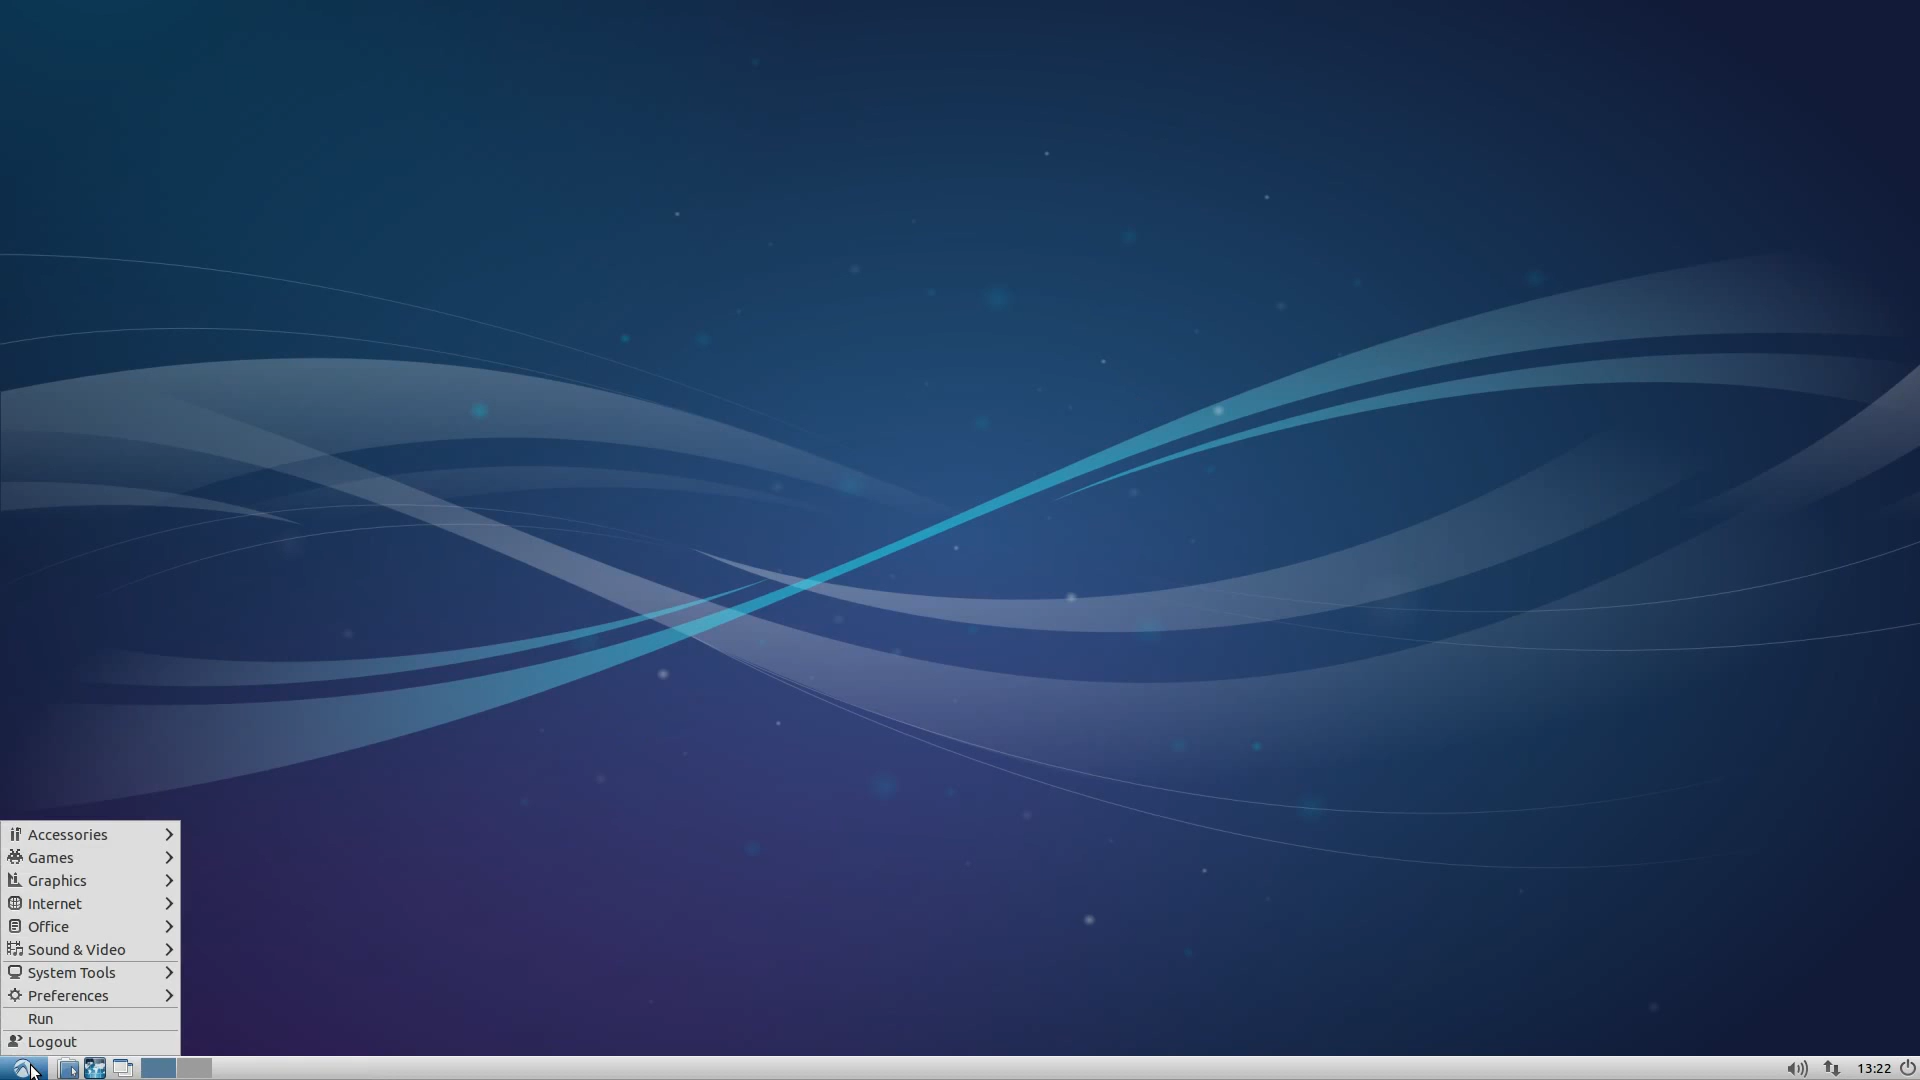 Accessories
Games
Graphics
Internet
Office
Sound & Video
System Tools
Preferences
Run
Logout
13:22